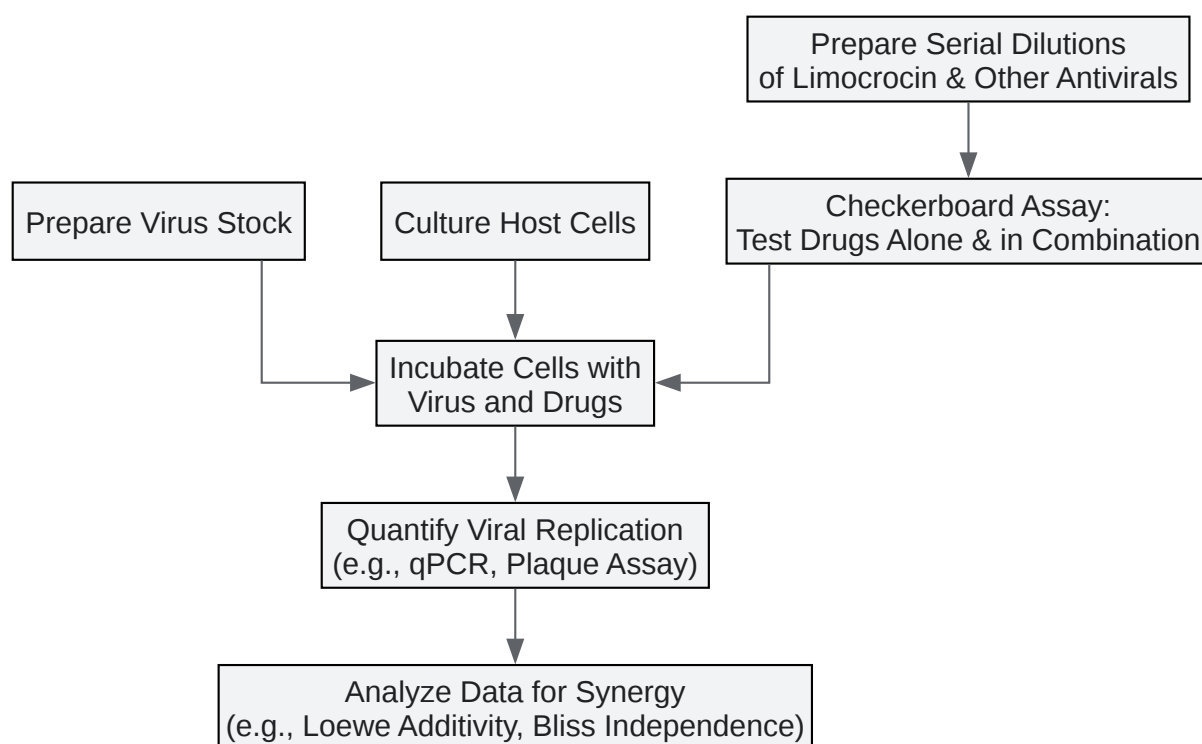 Prepare Serial Dilutions
of Limocrocin & Other Antivirals
Prepare Virus Stock
Culture Host Cells
Checkerboard Assay:
Test Drugs Alone & in Combination
Incubate Cells with
Virus and Drugs
Quantify Viral Replication
(e.g., qPCR, Plaque Assay)
Analyze Data for Synergy
(e.g., Loewe Additivity, Bliss Independence)